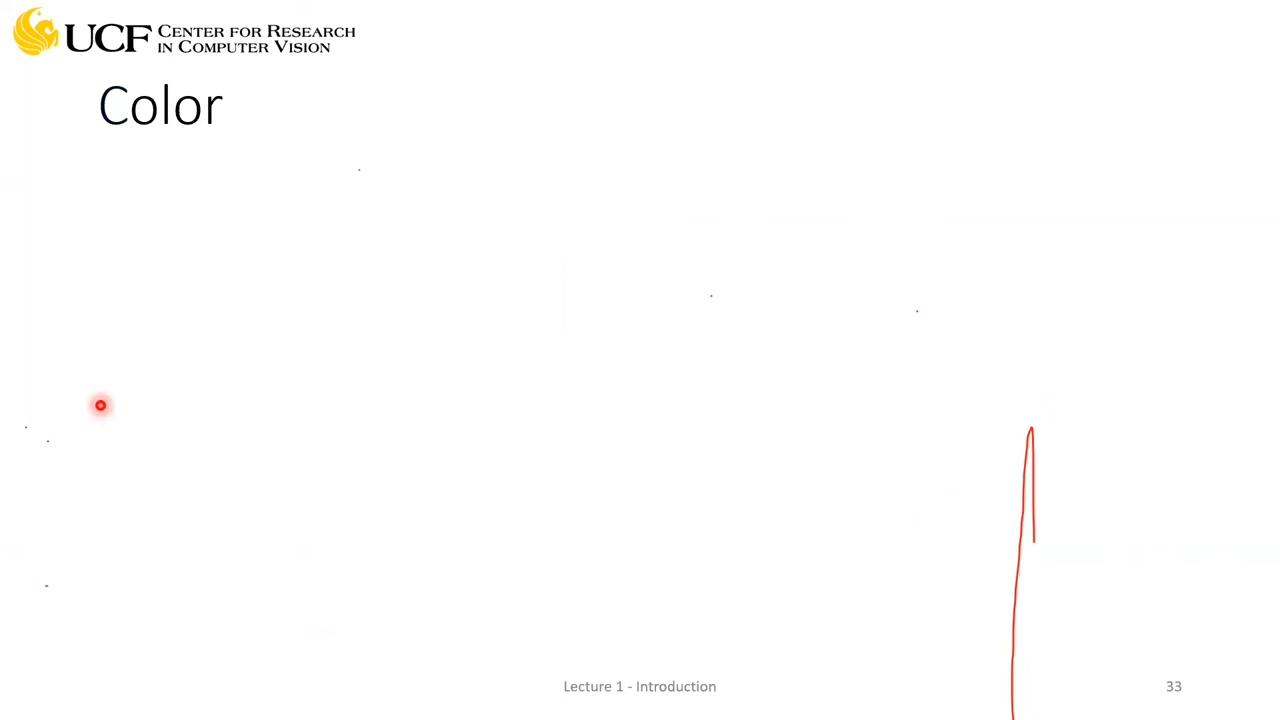 UCF CENTER FOR RESEARCH
IN COMPUTER VISION
Color
Lecture 1 - Introduction
33